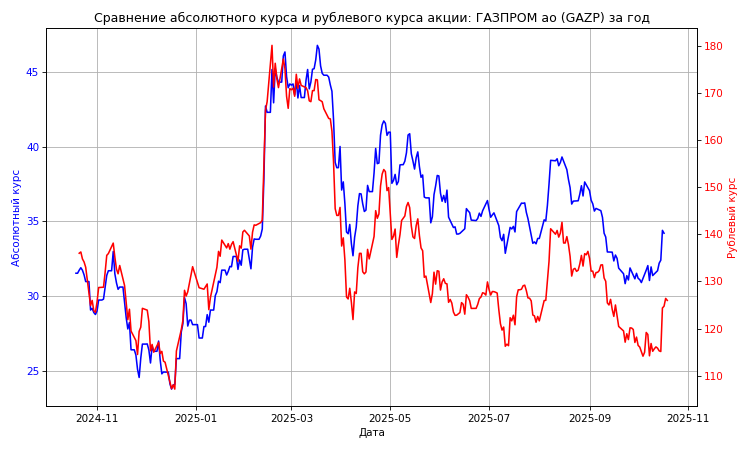 Сравнение абсолютного курса и рублевого курса акции: ГАЗПРОМ ао (GAZP) за год
Абсолютный курс
45
40
35
30
25
180
170
160
150
140
130
120
110
Рублевый курс
2024-11 2025-01 2025-03 2025-05 2025-07 2025-09 2025-11
Дата